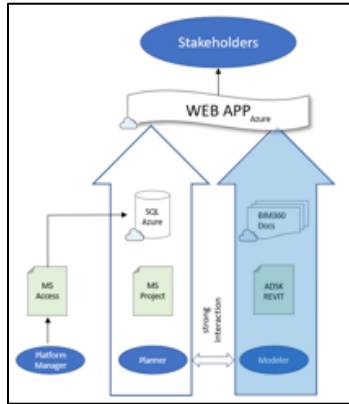 Stakeholders
WEB APP
Azure
SQL
Azure
BIM360
Docs
MS
Access
MS
Project
ADSK
REVIT
strong
interaction
Platform
Manager
Planner
Modeler